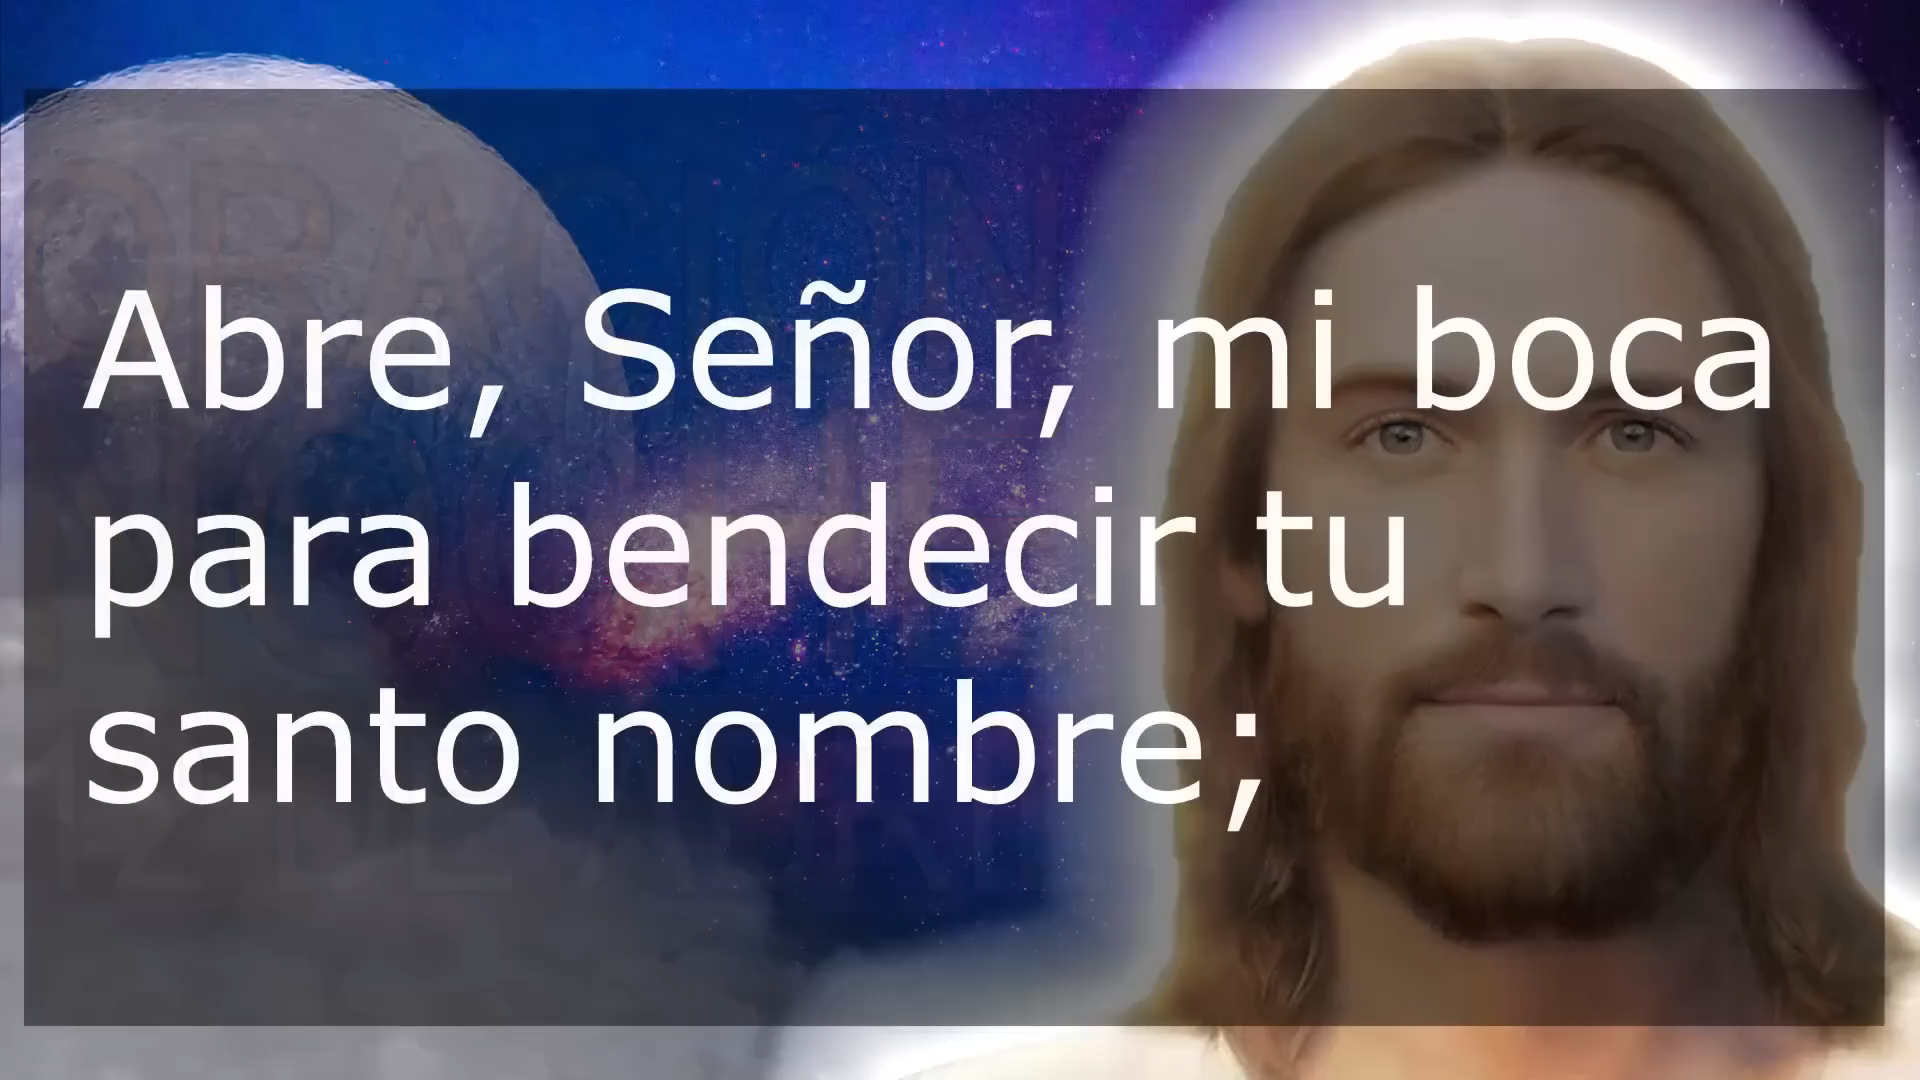 Abre, Señor, mi boca
para bendecir tu
santo nombre;